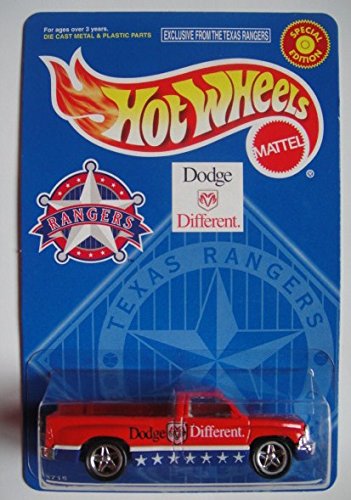 For ages over 3 years.
DIE CAST METAL & PLASTIC PARTS
EXCLUSIVE FROM THE TEXAS RANGERS
SPECIAL EDITION
HOT WHEELS
MATTEL
®
RANGERS
Dodge
Different.
TEXAS RANGERS
Dodge Different.